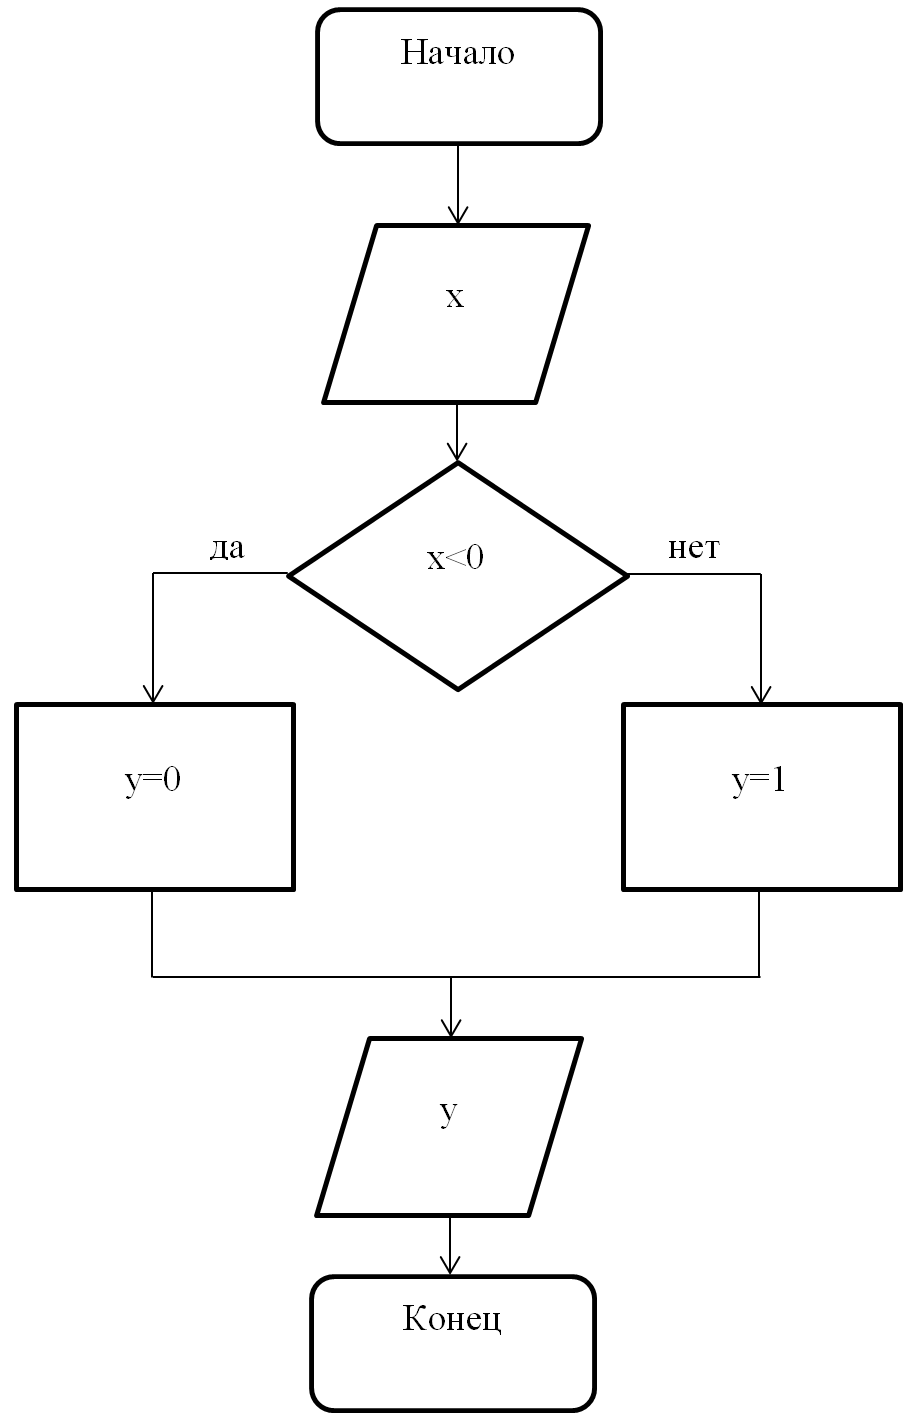 Начало
x
x<0
да
нет
y=0
y=1
y
Конец